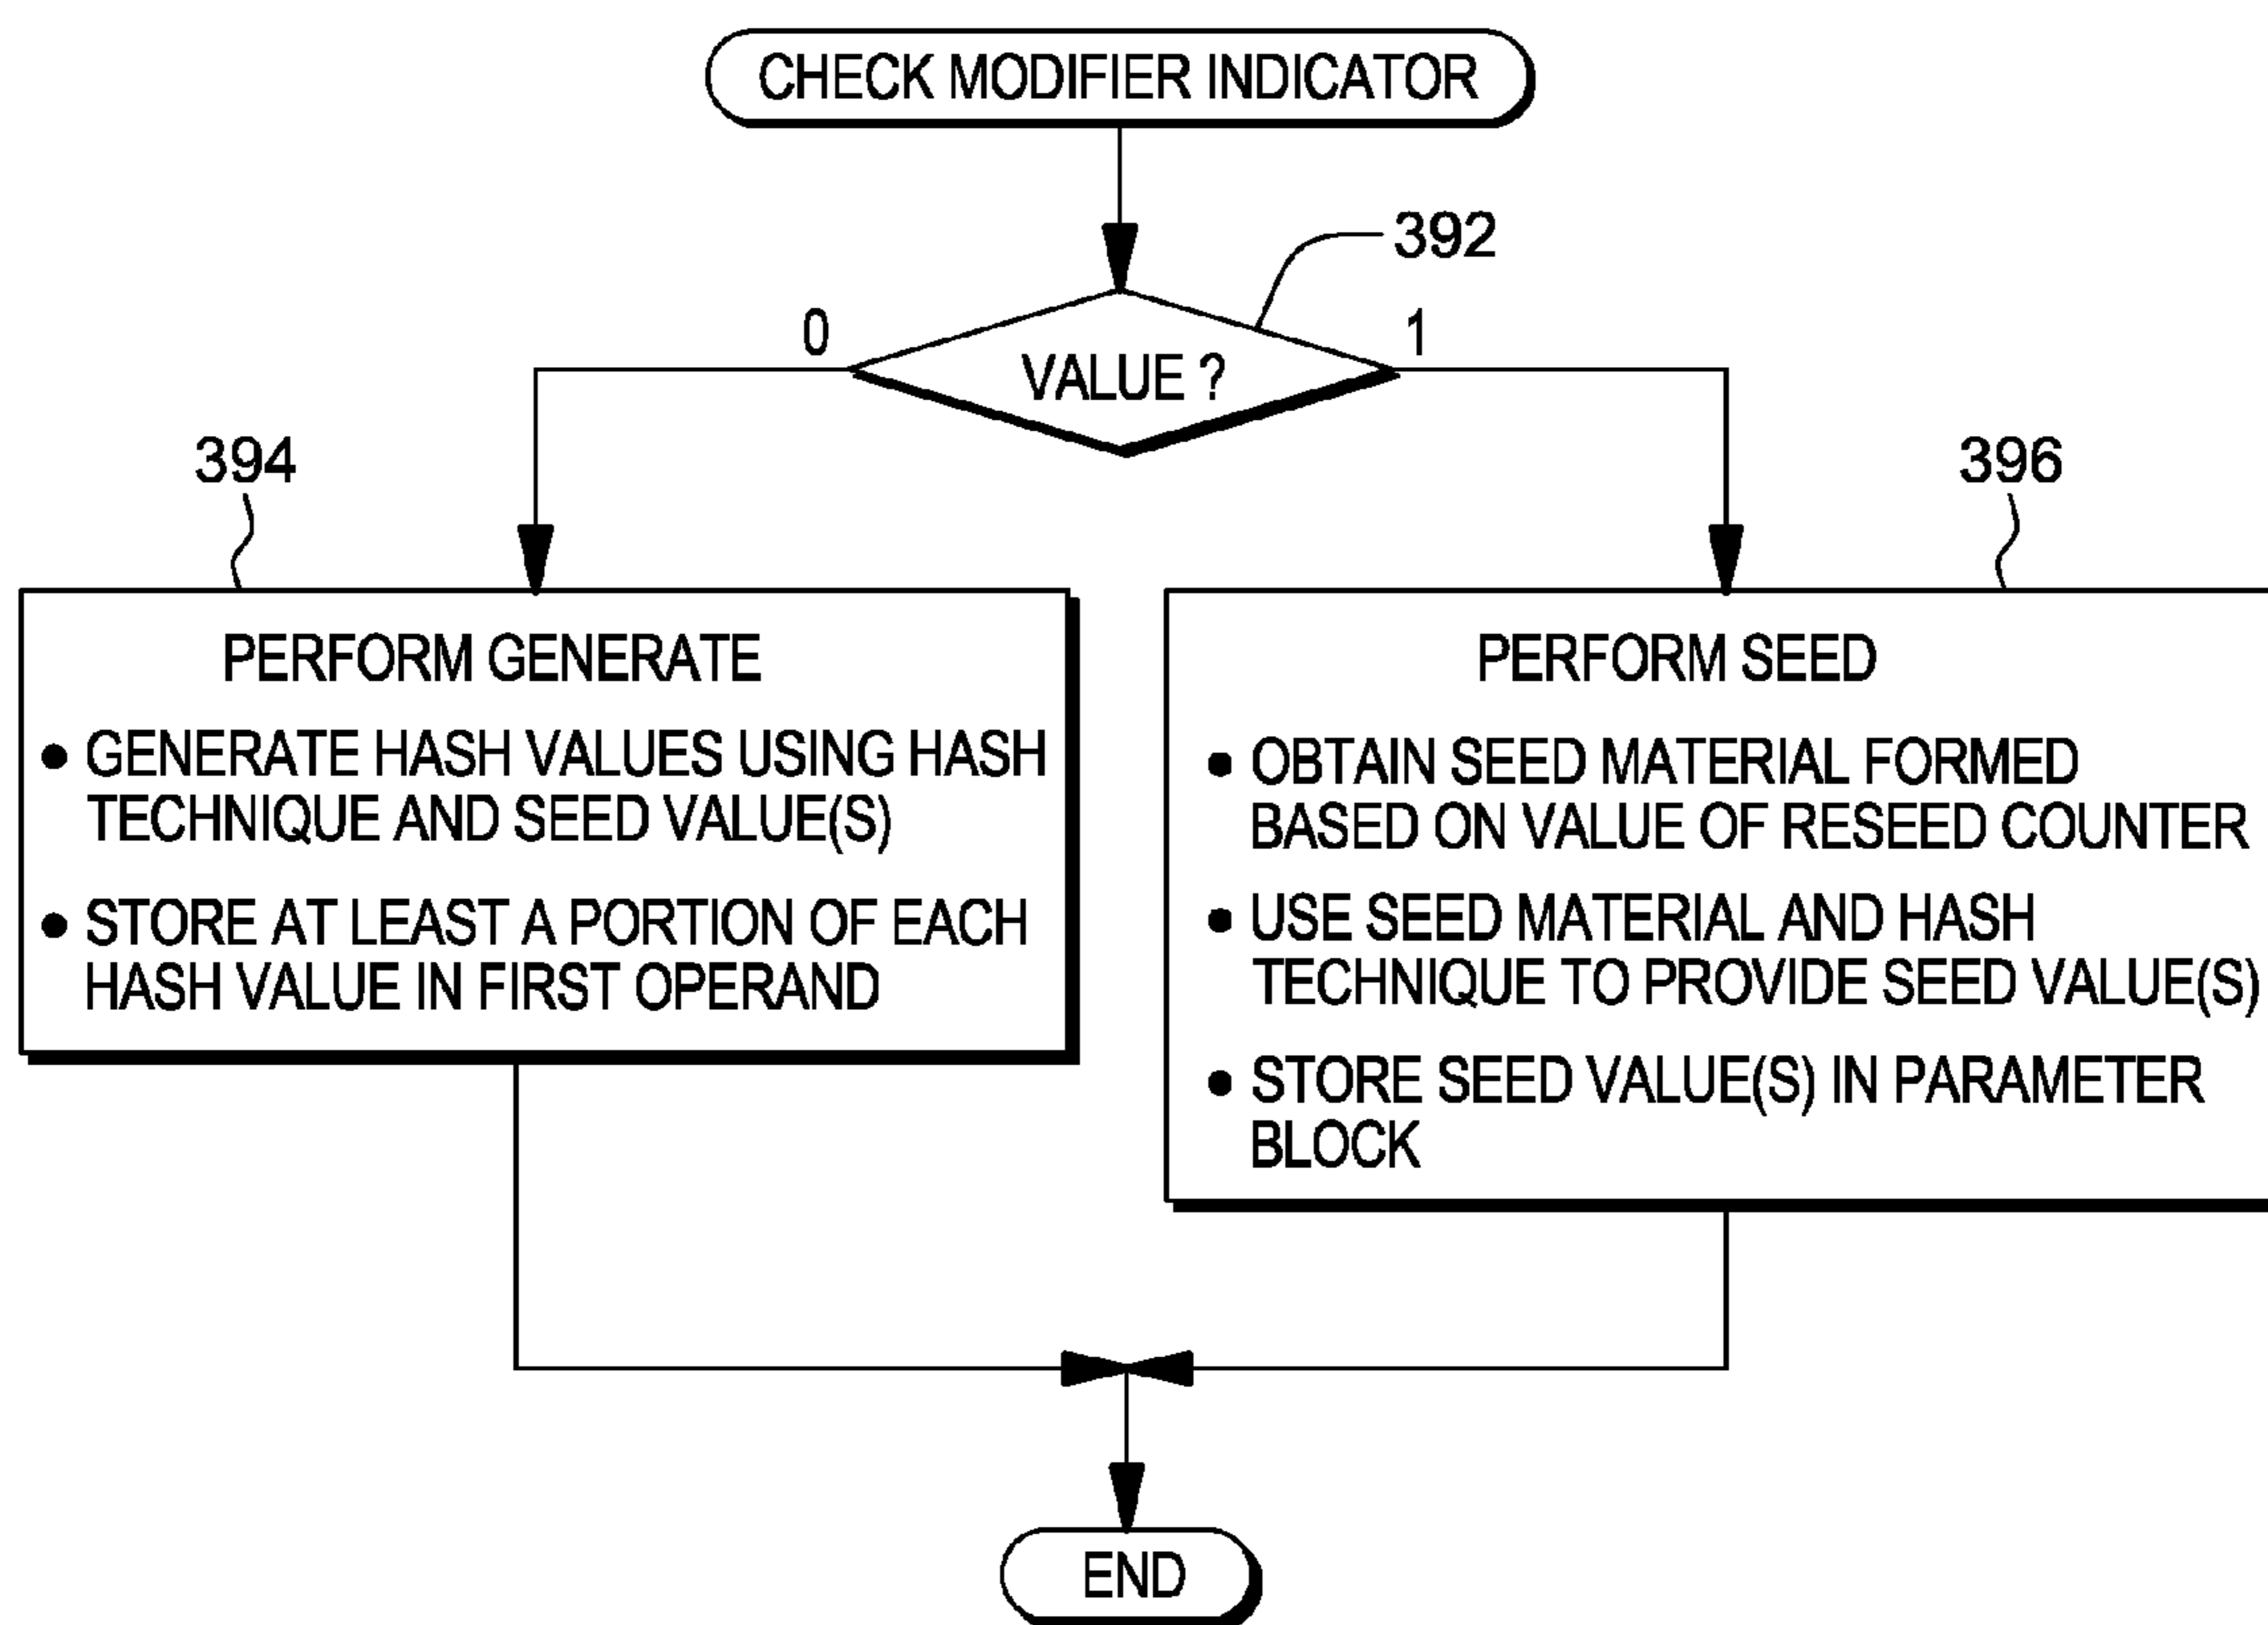 CHECK MODIFIER INDICATOR
392
0
1
VALUE ?
394
396
PERFORM GENERATE
● GENERATE HASH VALUES USING HASH
TECHNIQUE AND SEED VALUE(S)
● STORE AT LEAST A PORTION OF EACH
HASH VALUE IN FIRST OPERAND
PERFORM SEED
● OBTAIN SEED MATERIAL FORMED
BASED ON VALUE OF RESEED COUNTER
● USE SEED MATERIAL AND HASH
TECHNIQUE TO PROVIDE SEED VALUE(S)
● STORE SEED VALUE(S) IN PARAMETER
BLOCK
END